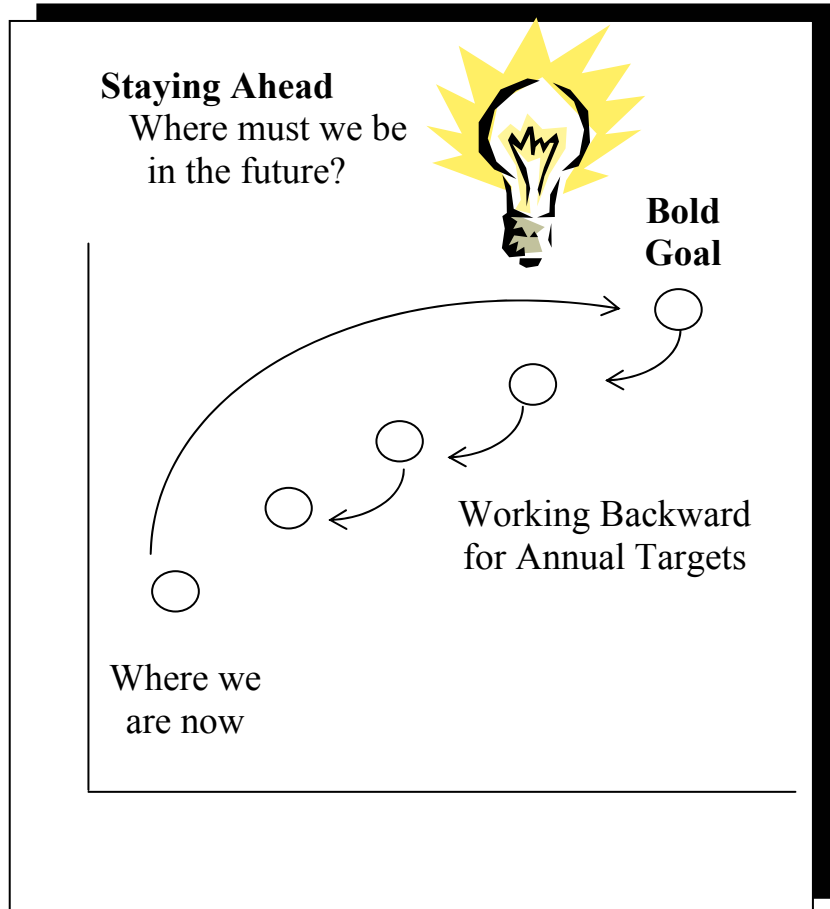 Staying Ahead
Where must we be
in the future?
Bold
Goal
Working Backward
for Annual Targets
Where we
are now